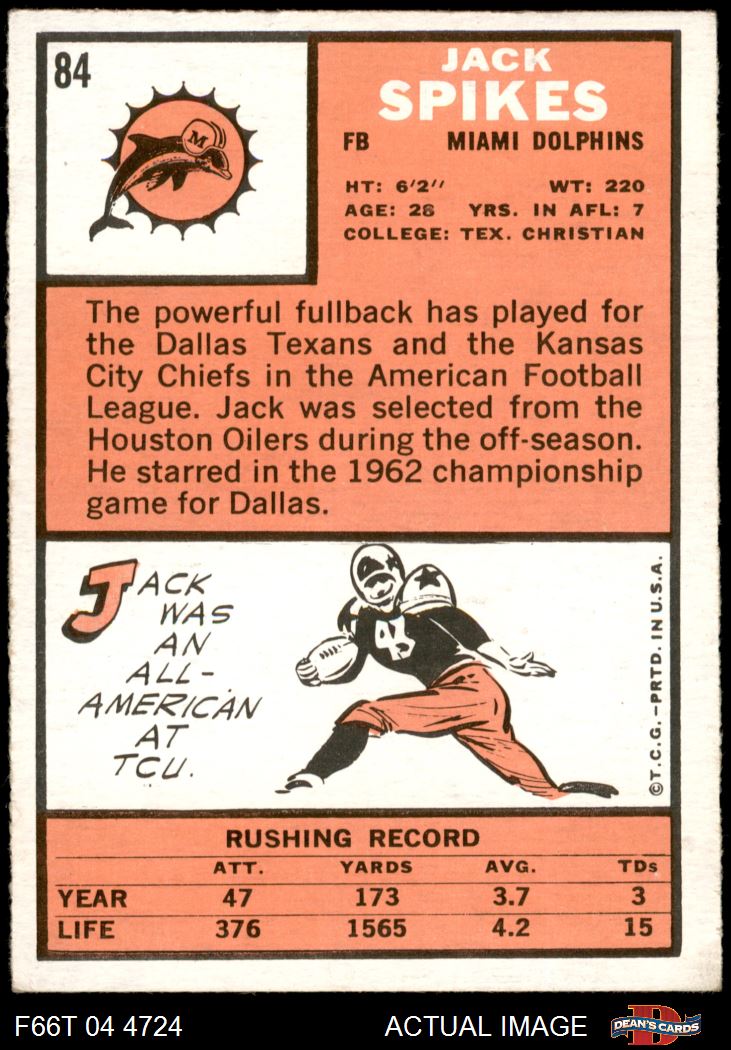 84
M
JACK
SPIKES
FB MIAMI DOLPHINS
HT: 6'2" WT: 220
AGE: 28 YRS. IN AFL: 7
COLLEGE: TEX. CHRISTIAN
The powerful fullback has played for
the Dallas Texans and the Kansas
City Chiefs in the American Football
League. Jack was selected from the
Houston Oilers during the off-season.
He starred in the 1962 championship
game for Dallas.
JACK
WAS
AN
ALL-
AMERICAN
AT
TCU.
43
©T.C.G.–PRTD. IN U.S.A.
RUSHING RECORD
ATT. YARDS AVG. TDs
YEAR 47 173 3.7 3
LIFE 376 1565 4.2 15
F66T 04 4724 ACTUAL IMAGE
D
DEAN'S CARDS